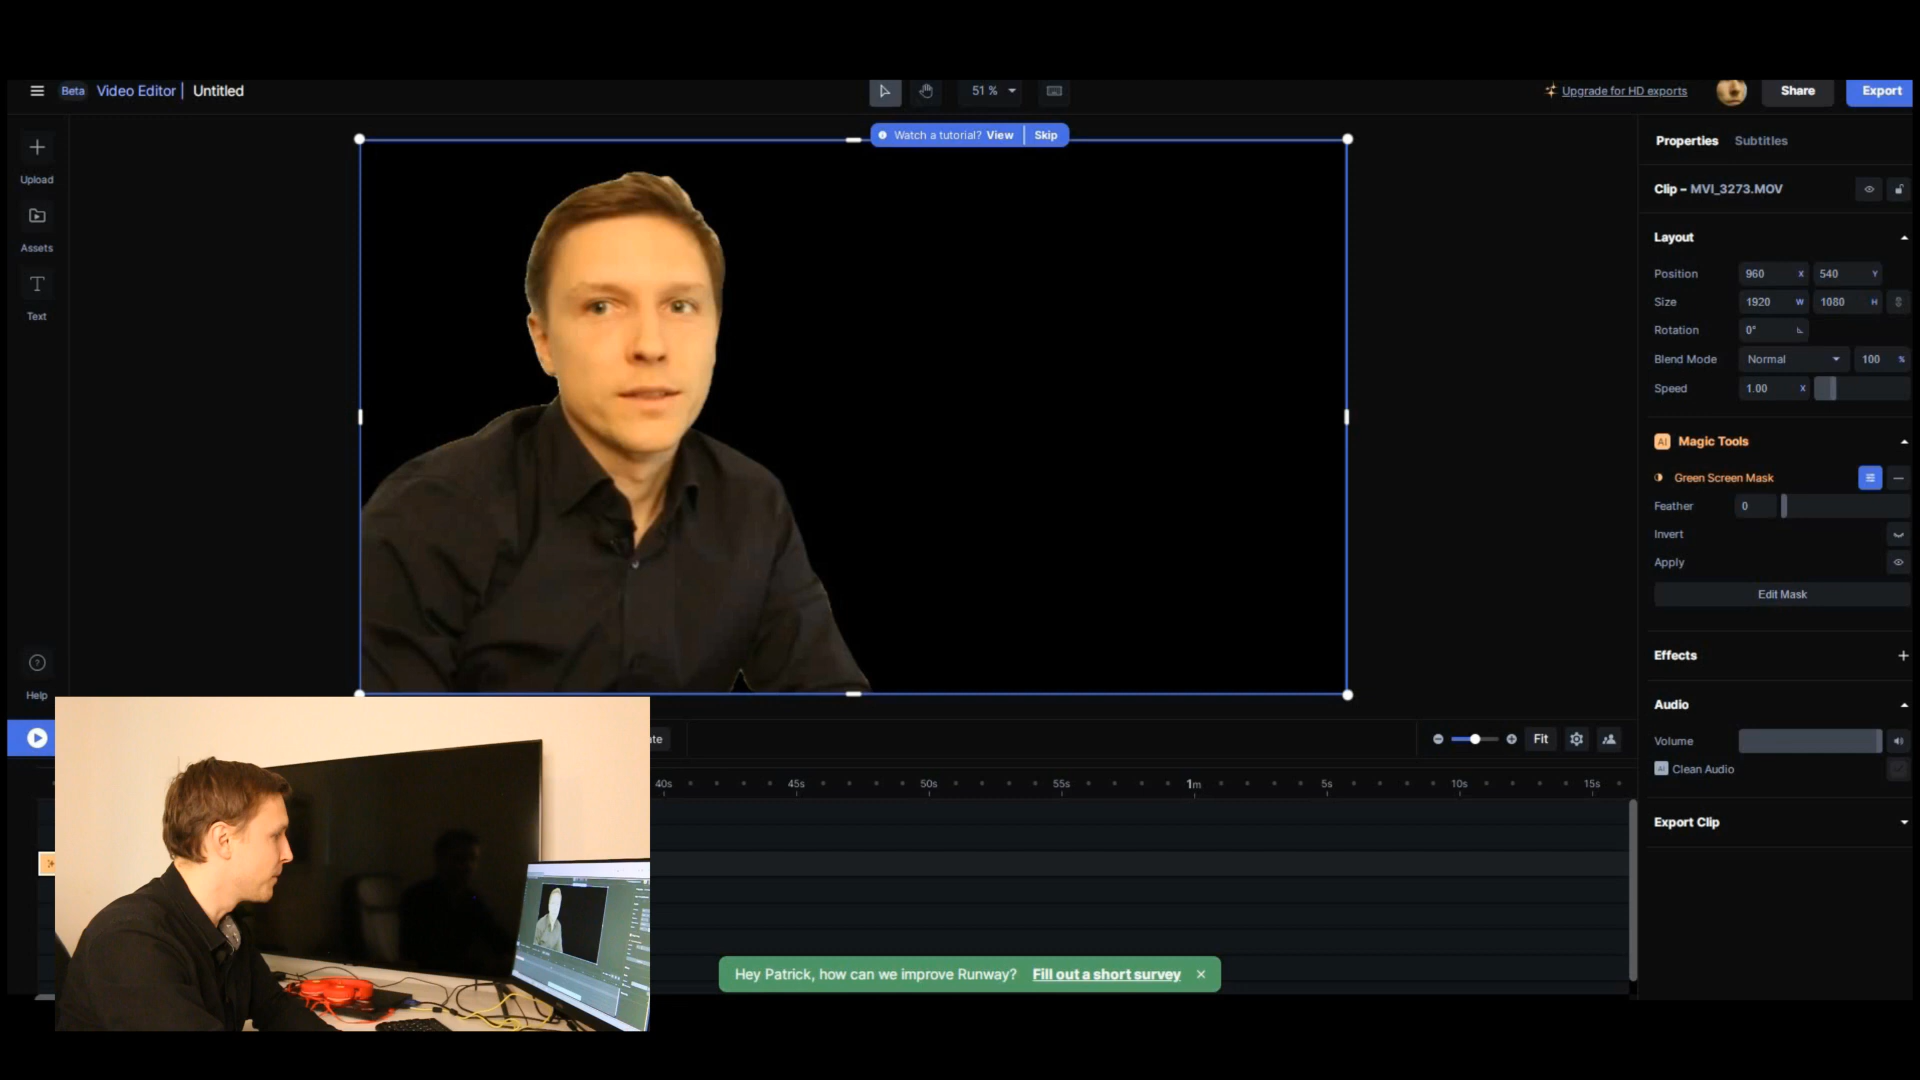 Beta Video Editor | Untitled
51 %
Upgrade for HD exports
Share
Export
Watch a tutorial? View | Skip
Upload
Assets
Text
Help
Properties Subtitles
Clip – MVI_3273.MOV
Layout
Position 960 X 540 Y
Size 1920 W 1080 H
Rotation 0°
Blend Mode Normal 100 %
Speed 1.00 X
AI Magic Tools
Green Screen Mask
Feather 0
Invert
Apply
Edit Mask
Effects
Audio
Volume
AI Clean Audio
Export Clip
te
Fit
40s 45s 50s 55s 1m 5s 10s 15s
Hey Patrick, how can we improve Runway? Fill out a short survey